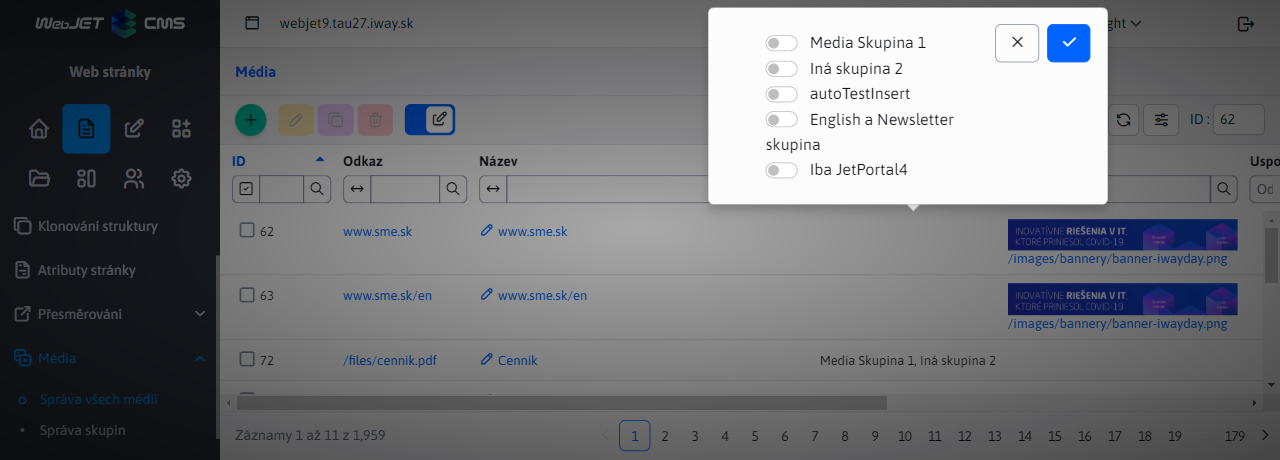 WebJET CMS
webjet9.tau27.iway.sk
ght
Web stránky
Klonování struktury
Atributy stránky
Přesměrování
Média
Správa všech médií
Správa skupin
Média
Media Skupina 1
Iná skupina 2
autoTestInsert
English a Newsletter
skupina
Iba JetPortal4
ID : 62
ID Odkaz Název Uspo
Od
62 www.sme.sk www.sme.sk
INOVATÍVNE RIEŠENIA V IT,
KTORÉ PRINIESOL COVID-19
/images/bannery/banner-iwayday.png
63 www.sme.sk/en www.sme.sk/en
INOVATÍVNE RIEŠENIA V IT,
KTORÉ PRINIESOL COVID-19
/images/bannery/banner-iwayday.png
72 /files/cennik.pdf Cenník Media Skupina 1, Iná skupina 2
Záznamy 1 až 11 z 1,959
1 2 3 4 5 6 7 8 9 10 11 12 13 14 15 16 17 18 19 179